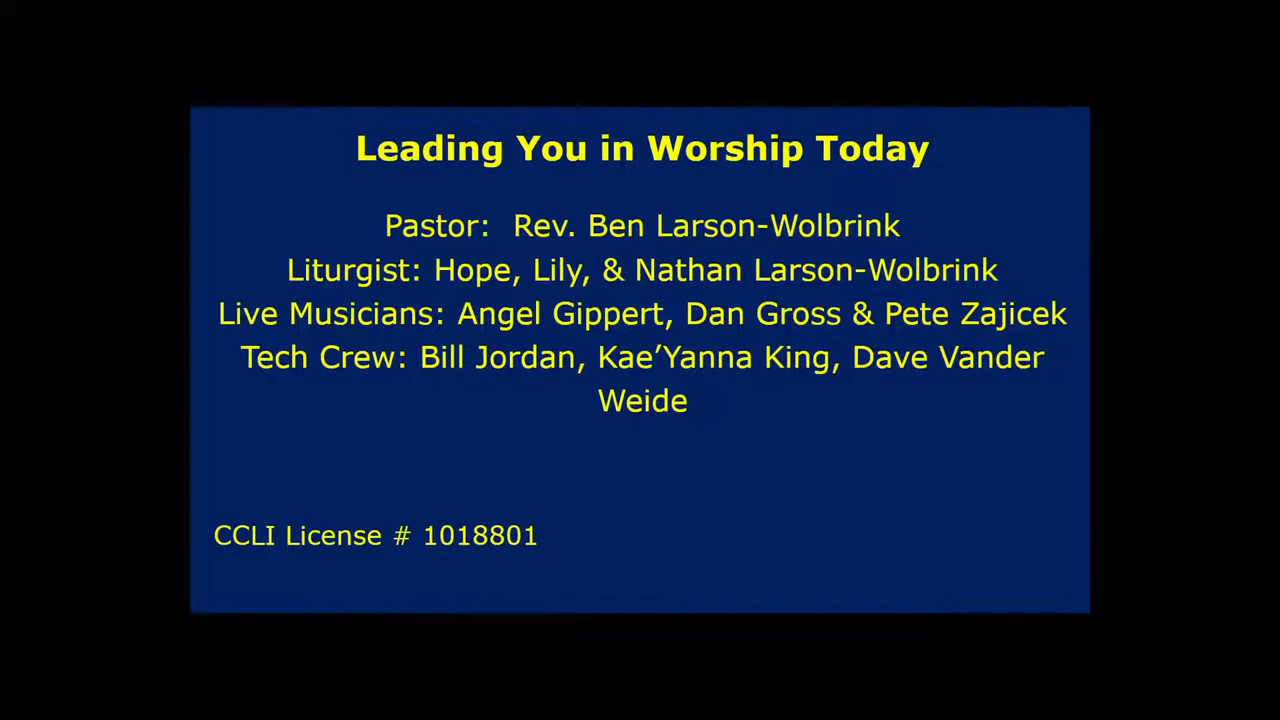 Leading You in Worship Today
Pastor:  Rev. Ben Larson-Wolbrink
Liturgist: Hope, Lily, & Nathan Larson-Wolbrink
Live Musicians: Angel Gippert, Dan Gross & Pete Zajicek
Tech Crew: Bill Jordan, Kae’Yanna King, Dave Vander
Weide
CCLI License # 1018801